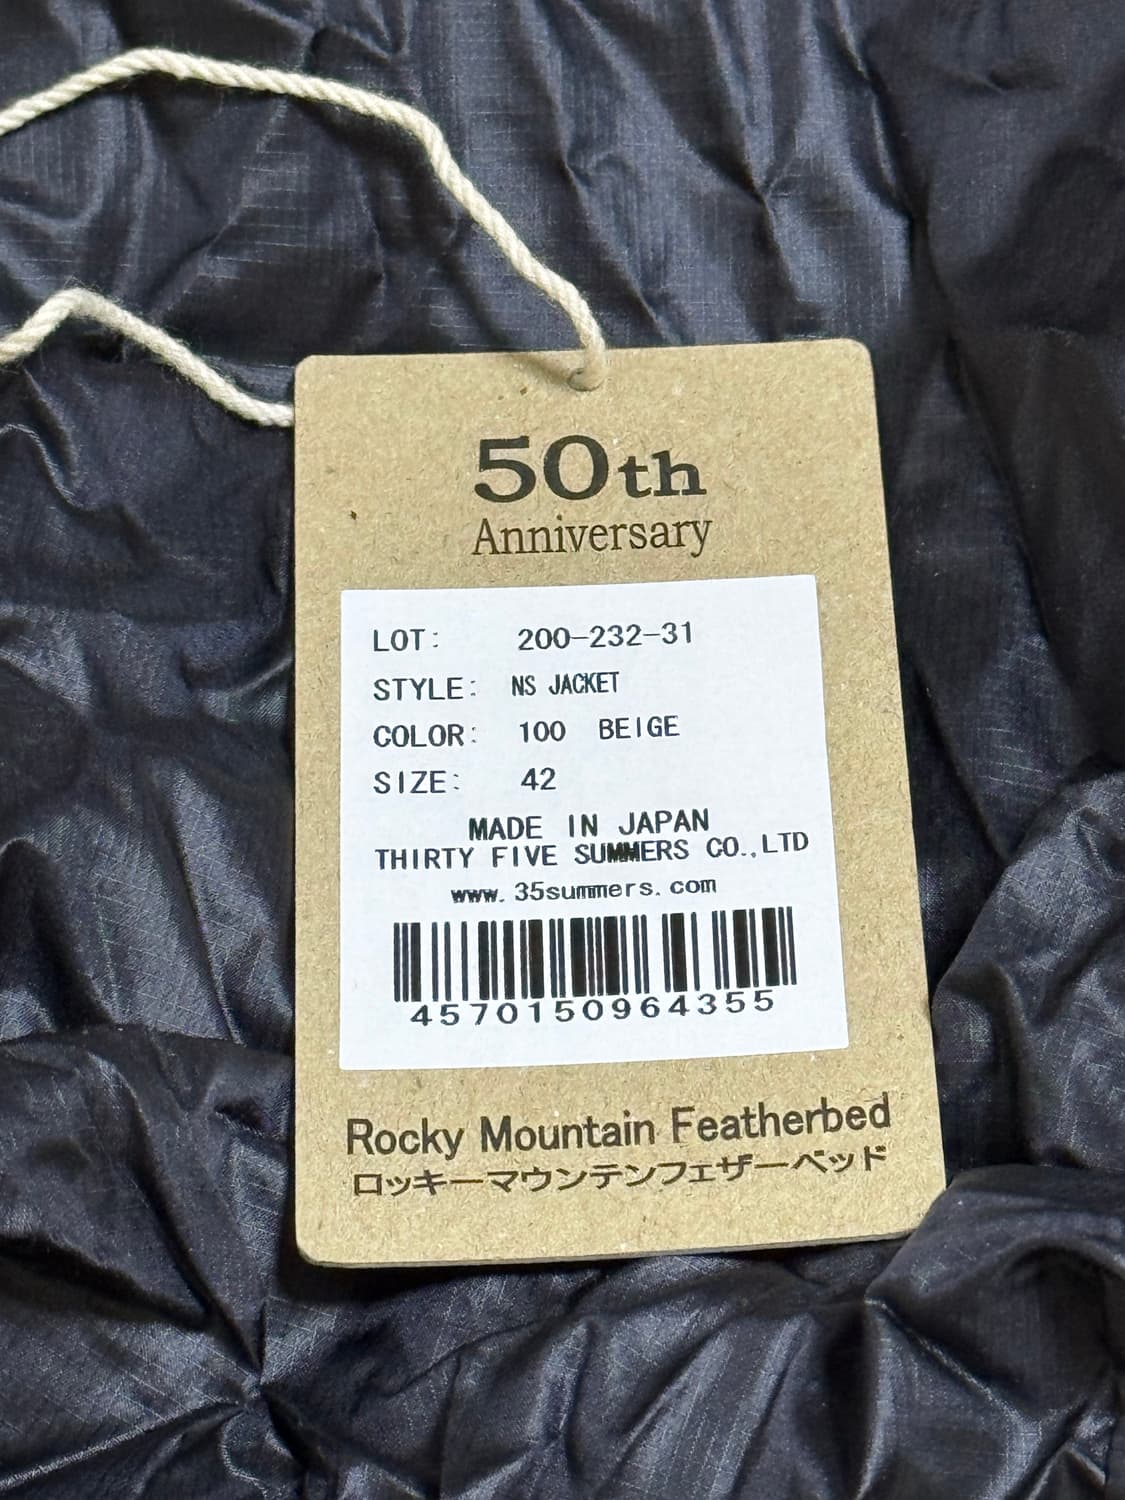 50th
Anniversary
LOT: 200-232-31
STYLE: NS JACKET
COLOR: 100 BEIGE
SIZE: 42
MADE IN JAPAN
THIRTY FIVE SUMMERS CO.,LTD
www.35summers.com
4570150964355
Rocky Mountain Featherbed
ロッキーマウンテンフェザーベッド